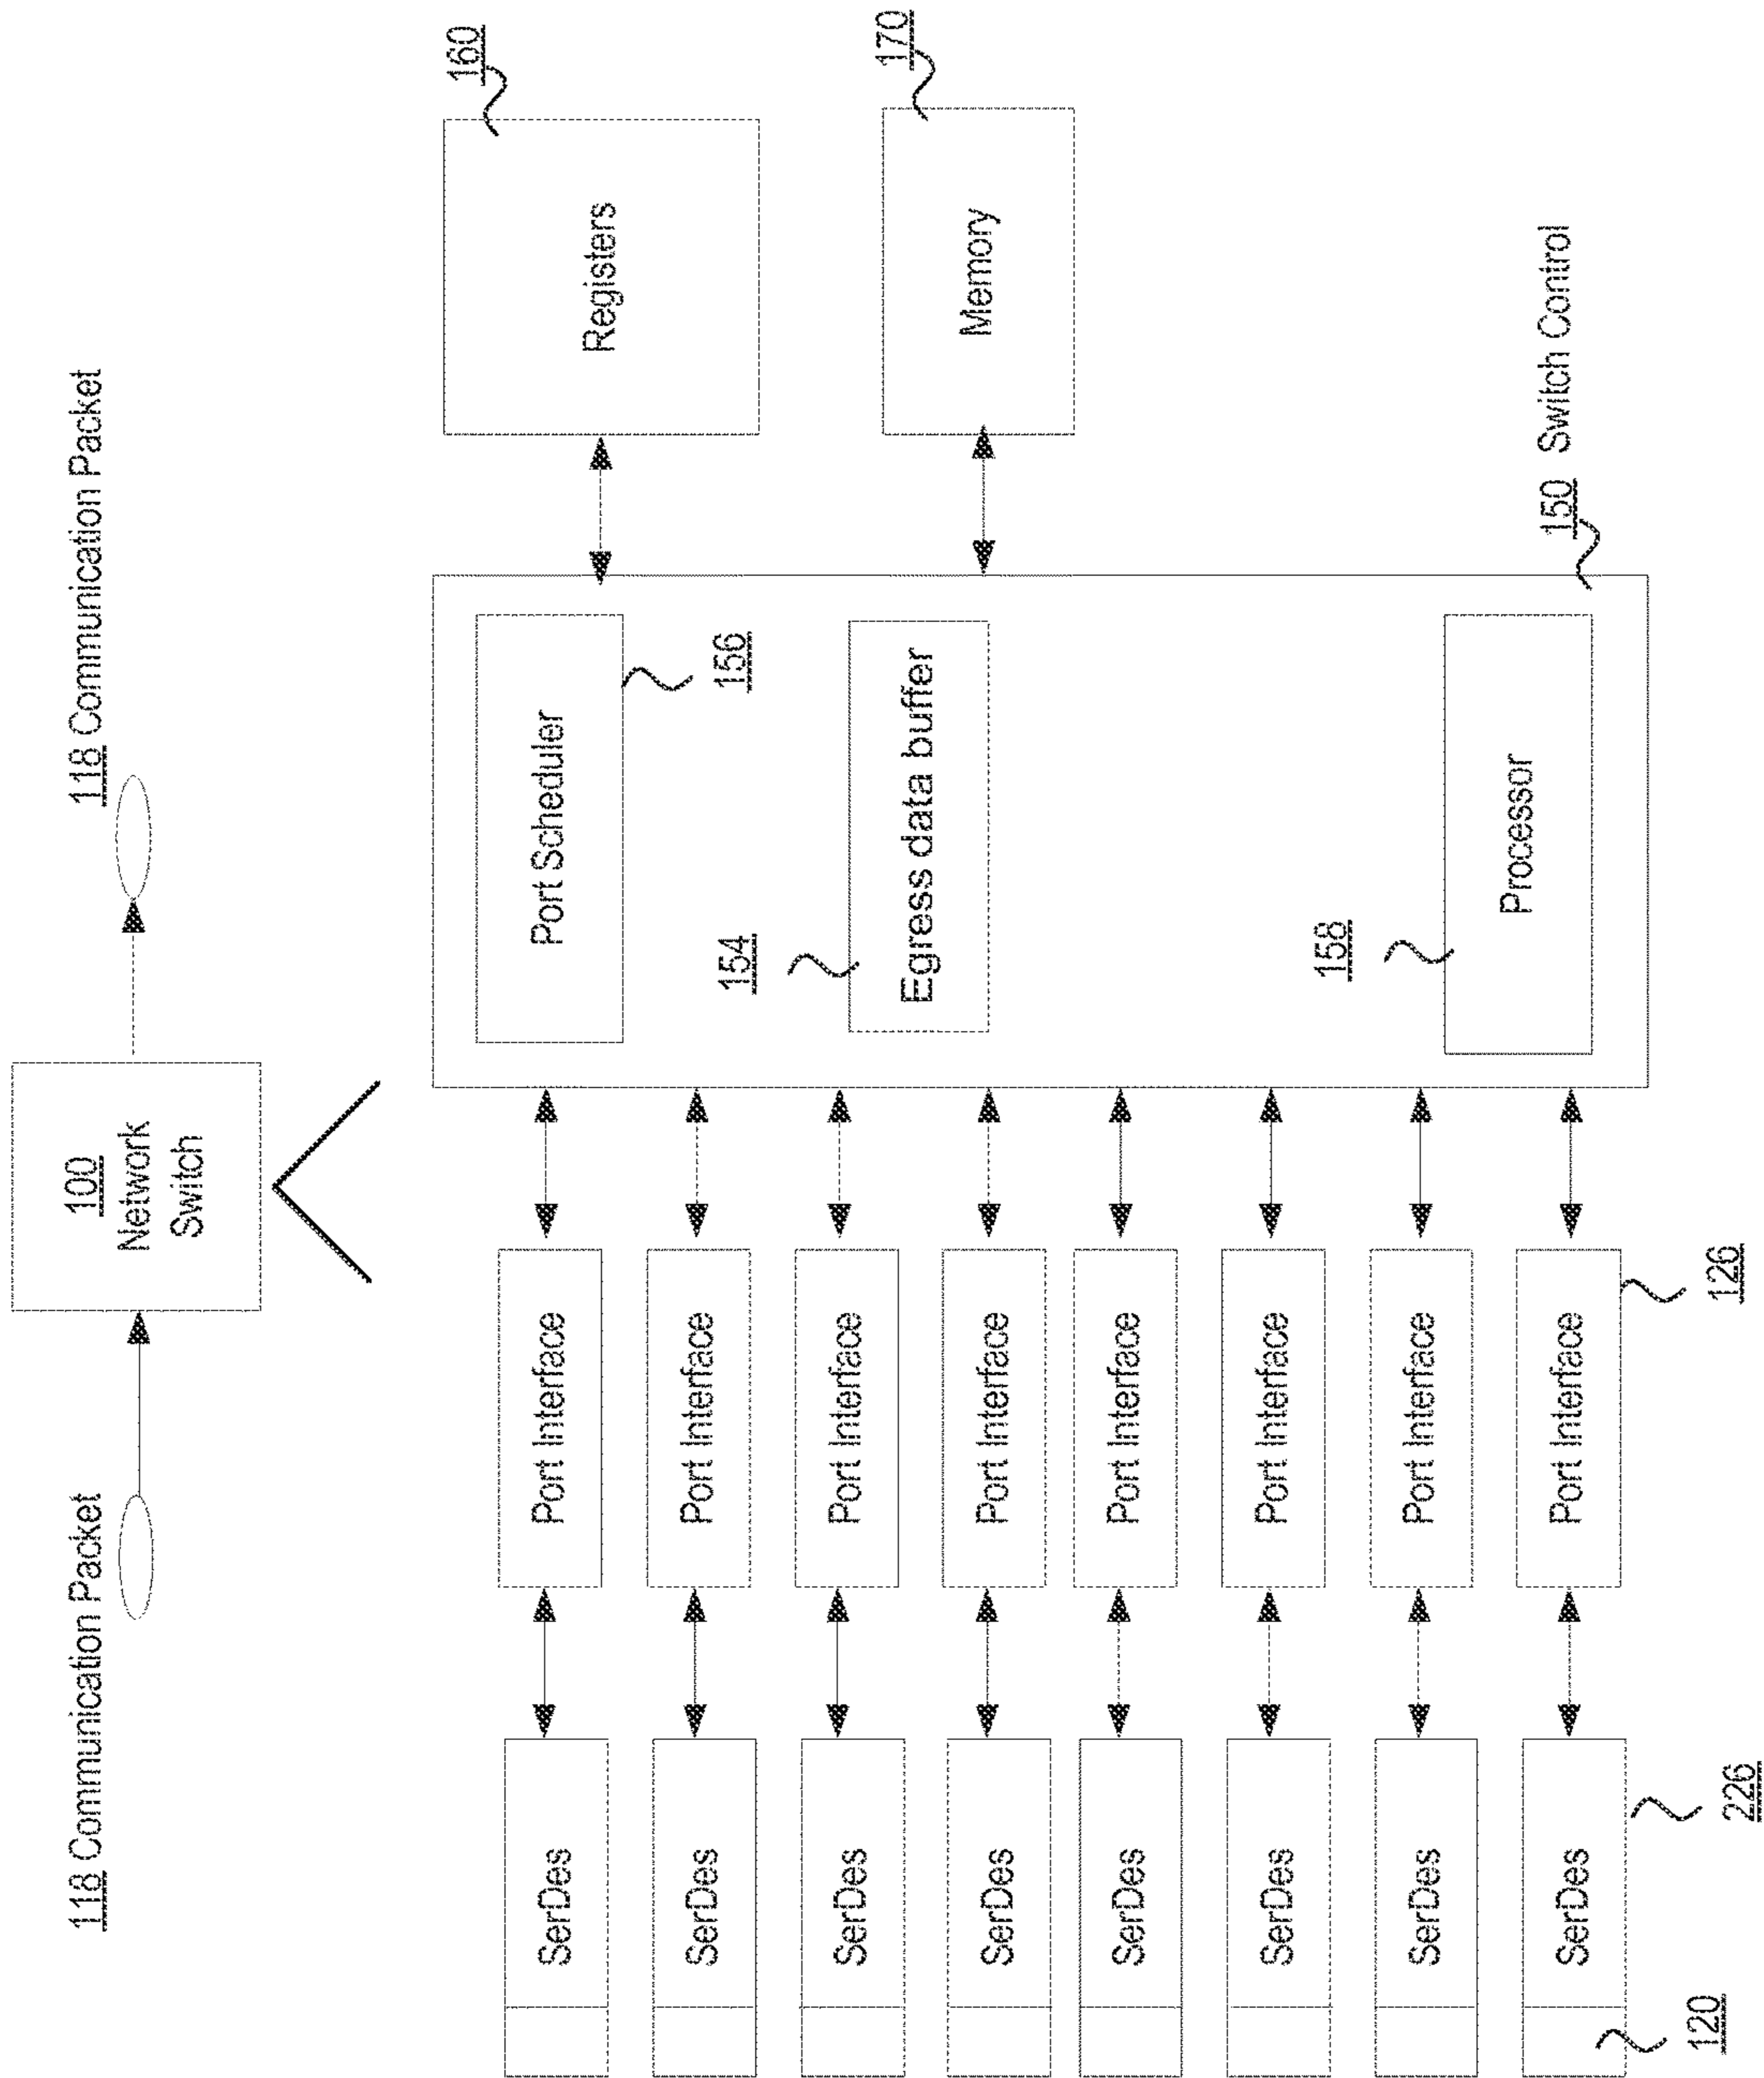 118 Communication Packet
100
Network
Switch
118 Communication Packet
SerDes
Port Interface
Port Scheduler
156
Registers
160
SerDes
Port Interface
SerDes
Port Interface
154
Egress data buffer
Memory
170
SerDes
Port Interface
SerDes
Port Interface
SerDes
Port Interface
SerDes
Port Interface
158
Processor
SerDes
Port Interface
150 Switch Control
120
226
126